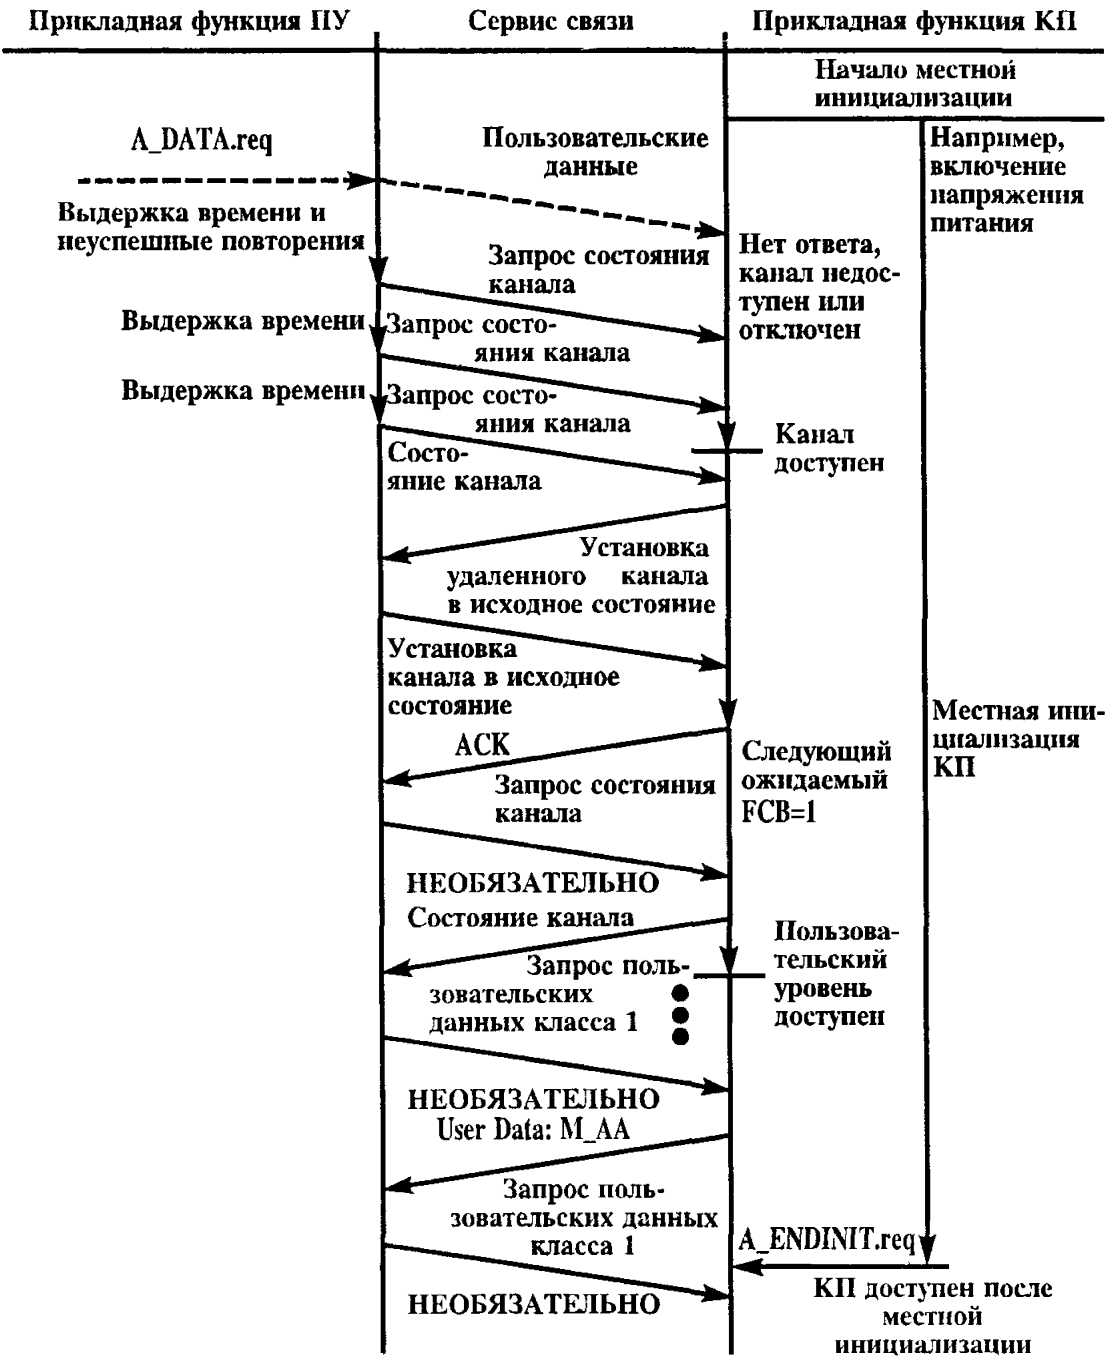 Прикладная функция ПУ
Сервис связи
Прикладная функция КП
Начало местной
инициализации
A_DATA.req
Пользовательские
данные
Например,
включение
напряжения
питания
Выдержка времени и
неуспешные повторения
Запрос состояния
канала
Нет ответа,
канал недос-
тупен или
отключен
Выдержка времени
Запрос состо-
яния канала
Выдержка времени
Запрос состо-
яния канала
Канал
доступен
Состо-
яние канала
Установка
удаленного канала
в исходное состояние
Установка
канала в исходное
состояние
Местная ини-
циализация
КП
ACK
Следующий
ожидаемый
FCB=1
Запрос состояния
канала
НЕОБЯЗАТЕЛЬНО
Состояние канала
Пользова-
тельский
уровень
доступен
Запрос поль-
зовательских
данных класса 1
НЕОБЯЗАТЕЛЬНО
User Data: M_AA
Запрос поль-
зовательских данных
класса 1
A_ENDINIT.req
НЕОБЯЗАТЕЛЬНО
КП доступен после
местной
инициализации